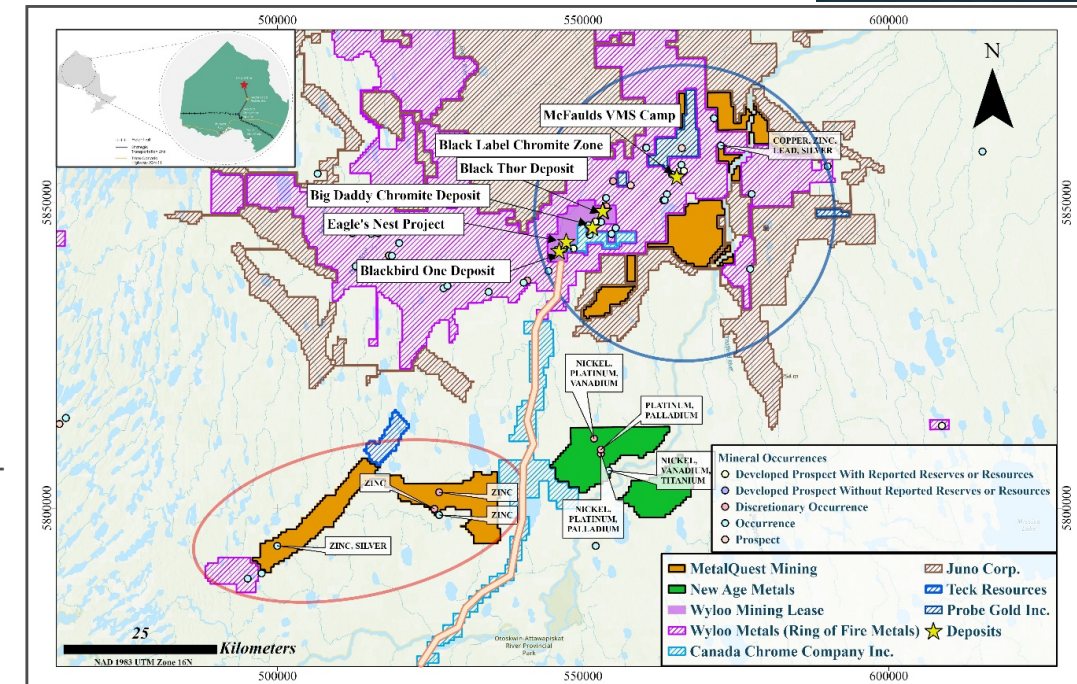 500000
550000
600000
N
McFaulds VMS Camp
Black Label Chromite Zone
COPPER, ZINC,
LEAD, SILVER
Black Thor Deposit
Big Daddy Chromite Deposit
Eagle's Nest Project
Blackbird One Deposit
5850000
5850000
NICKEL,
PLATINUM,
VANADIUM
PLATINUM,
PALLADIUM
NICKEL,
VANADIUM,
TITANIUM
NICKEL,
PLATINUM,
PALLADIUM
ZINC
ZINC
ZINC
ZINC, SILVER
5800000
5800000
Mineral Occurrences
Developed Prospect With Reported Reserves or Resources
Developed Prospect Without Reported Reserves or Resources
Discretionary Occurrence
Occurrence
Prospect
MetalQuest Mining
New Age Metals
Wyloo Mining Lease
Wyloo Metals (Ring of Fire Metals)
Canada Chrome Company Inc.
Juno Corp.
Teck Resources
Probe Gold Inc.
Deposits
Otoskwin-Attawapiskat
River Provincial
Park
25
Kilometers
NAD 1983 UTM Zone 16N
500000
550000
600000